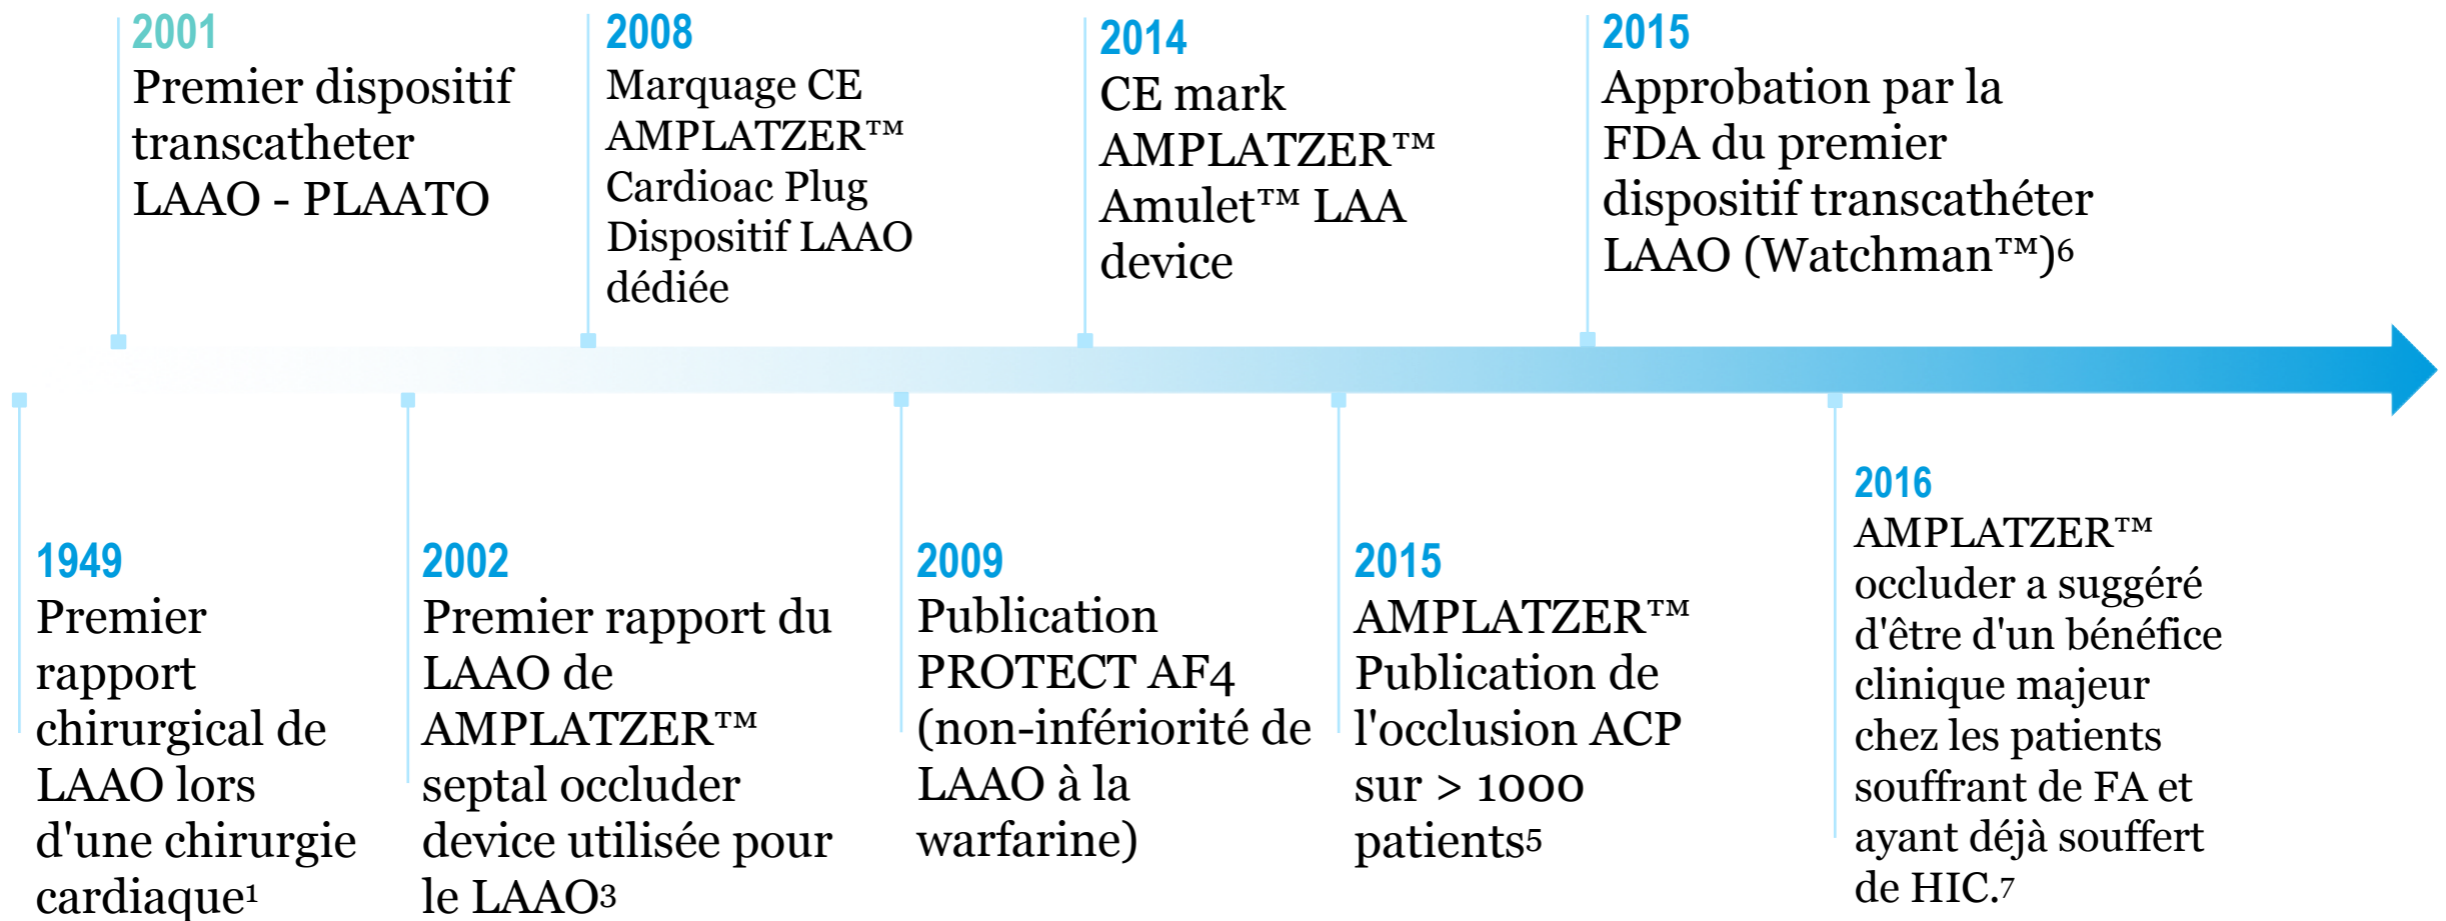 2001
Premier dispositif
transcatheter
LAAO - PLAATO
2008
Marquage CE
AMPLATZER™
Cardioac Plug
Dispositif LAAO
dédiée
2014
CE mark
AMPLATZER™
Amulet™ LAA
device
2015
Approbation par la
FDA du premier
dispositif transcathéter
LAAO (Watchman™)6
1949
Premier
rapport
chirurgical de
LAAO lors
d'une chirurgie
cardiaque1
2002
Premier rapport du
LAAO de
AMPLATZER™
septal occluder
device utilisée pour
le LAAO3
2009
Publication
PROTECT AF4
(non-infériorité de
LAAO à la
warfarine)
2015
AMPLATZER™
Publication de
l'occlusion ACP
sur > 1000
patients5
2016
AMPLATZER™
occluder a suggéré
d'être d'un bénéfice
clinique majeur
chez les patients
souffrant de FA et
ayant déjà souffert
de HIC.7